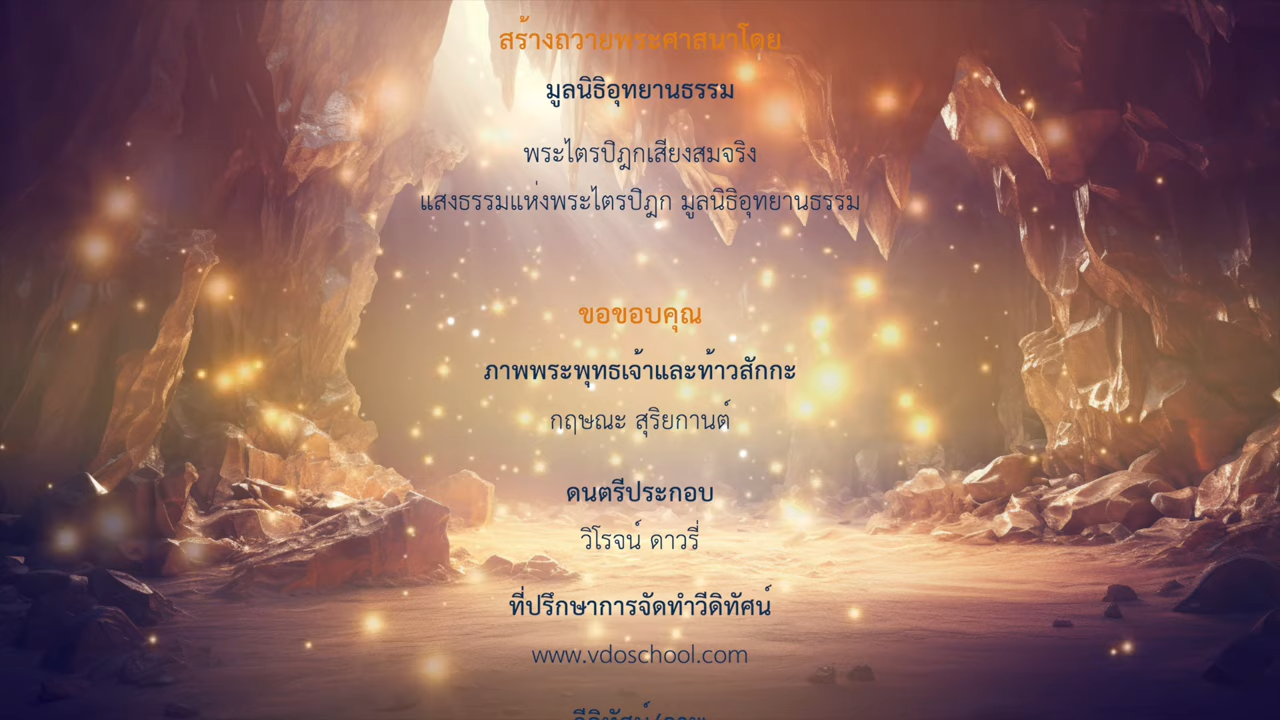 สร้างถวายพระศาสนาโดย
มูลนิธิอุทยานธรรม
พระไตรปิฎกเสียงสมจริง
แสงธรรมแห่งพระไตรปิฎก มูลนิธิอุทยานธรรม
ขอขอบคุณ
ภาพพระพุทธเจ้าและท้าวสักกะ
กฤษณะ สุริยกานต์
ดนตรีประกอบ
วิโรจน์ ดาวรี่
ที่ปรึกษาการจัดทำวีดิทัศน์
www.vdoschool.com